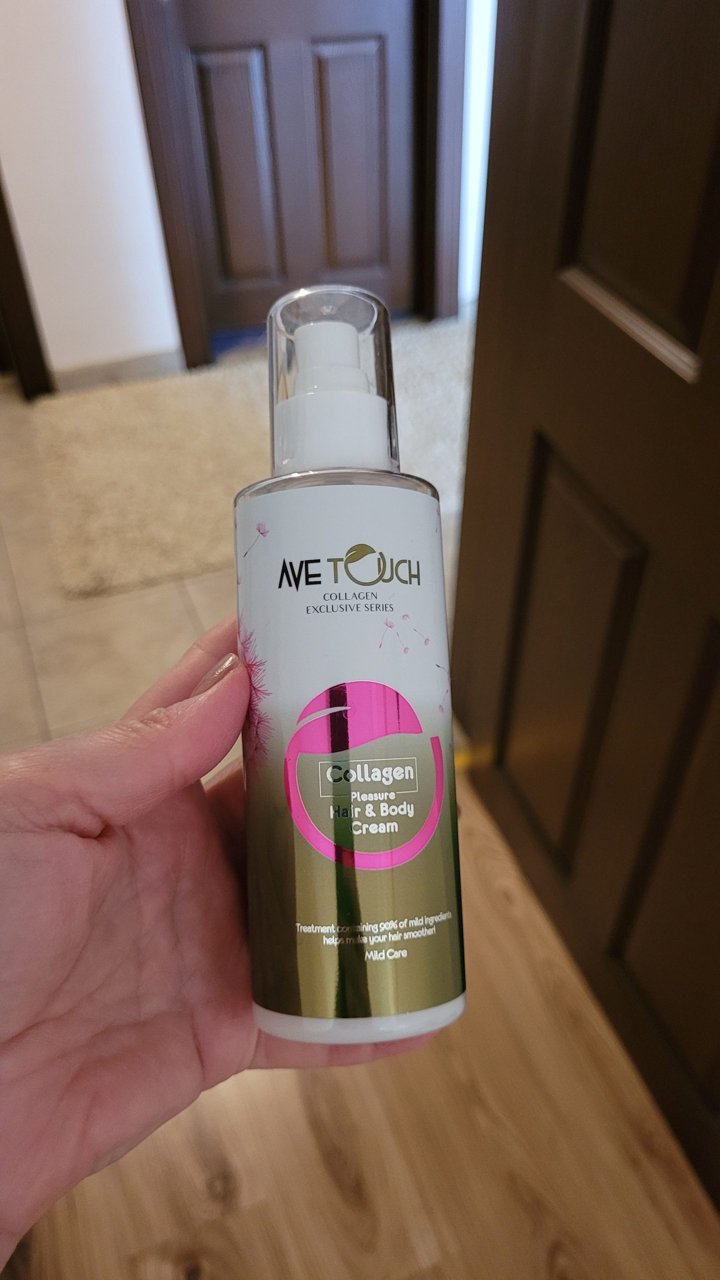 AVE TOUCH
COLLAGEN
EXCLUSIVE SERIES
Collagen
Pleasure
Hair & Body
Cream
Treatment containing 90% of mild ingredients
helps make your hair smoother!
Mild Care